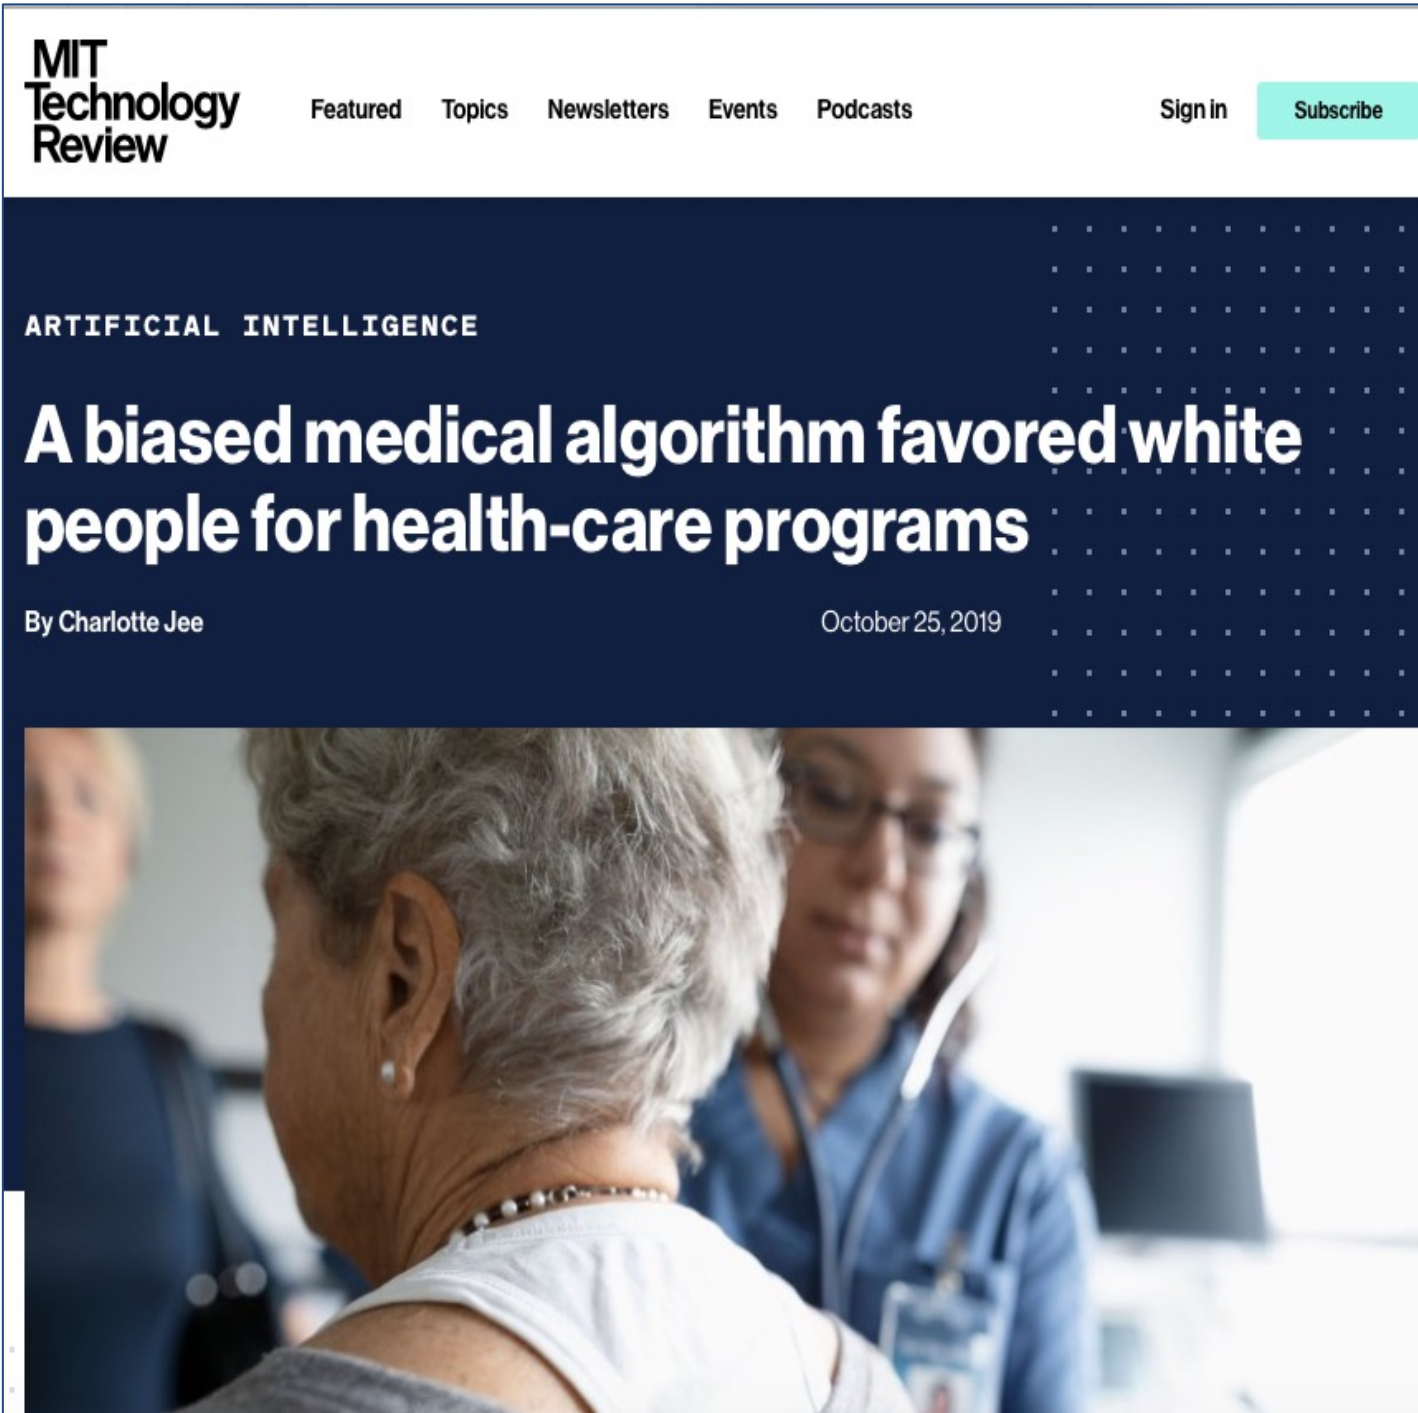 MIT
Technology
Review
Featured Topics Newsletters Events Podcasts Sign in Subscribe
ARTIFICIAL INTELLIGENCE
A biased medical algorithm favored white
people for health-care programs
By Charlotte Jee October 25, 2019